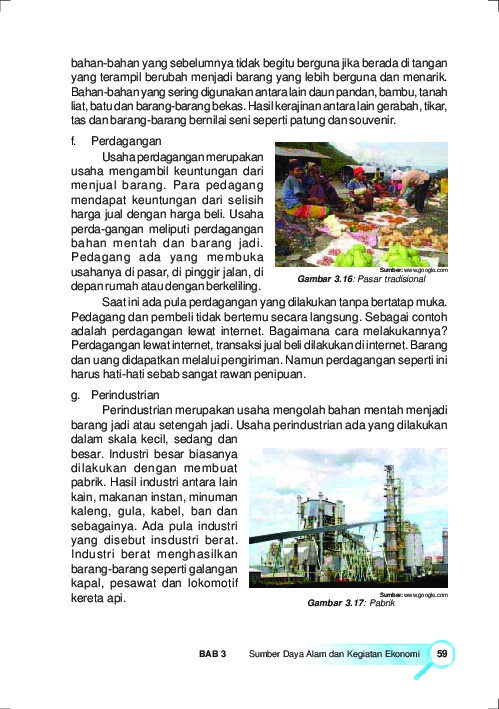 bahan-bahan yang sebelumnya tidak begitu berguna jika berada di tangan
yang terampil berubah menjadi barang yang lebih berguna dan menarik.
Bahan-bahan yang sering digunakan antara lain daun pandan, bambu, tanah
liat, batu dan barang-barang bekas. Hasil kerajinan antara lain gerabah, tikar,
tas dan barang-barang bernilai seni seperti patung dan souvenir.
f. Perdagangan
Usaha perdagangan merupakan
usaha mengambil keuntungan dari
menjual barang. Para pedagang
mendapat keuntungan dari selisih
harga jual dengan harga beli. Usaha
perda-gangan meliputi perdagangan
bahan mentah dan barang jadi.
Pedagang ada yang membuka
usahanya di pasar, di pinggir jalan, di
depan rumah atau dengan berkeliling.
Sumber: www.google.com
Gambar 3.16: Pasar tradisional
Saat ini ada pula perdagangan yang dilakukan tanpa bertatap muka.
Pedagang dan pembeli tidak bertemu secara langsung. Sebagai contoh
adalah perdagangan lewat internet. Bagaimana cara melakukannya?
Perdagangan lewat internet, transaksi jual beli dilakukan di internet. Barang
dan uang didapatkan melalui pengiriman. Namun perdagangan seperti ini
harus hati-hati sebab sangat rawan penipuan.
g. Perindustrian
Perindustrian merupakan usaha mengolah bahan mentah menjadi
barang jadi atau setengah jadi. Usaha perindustrian ada yang dilakukan
dalam skala kecil, sedang dan
besar. Industri besar biasanya
dilakukan dengan membuat
pabrik. Hasil industri antara lain
kain, makanan instan, minuman
kaleng, gula, kabel, ban dan
sebagainya. Ada pula industri
yang disebut insdustri berat.
Industri berat menghasilkan
barang-barang seperti galangan
kapal, pesawat dan lokomotif
kereta api.
Sumber: www.google.com
Gambar 3.17: Pabrik
BAB 3 Sumber Daya Alam dan Kegiatan Ekonomi 59